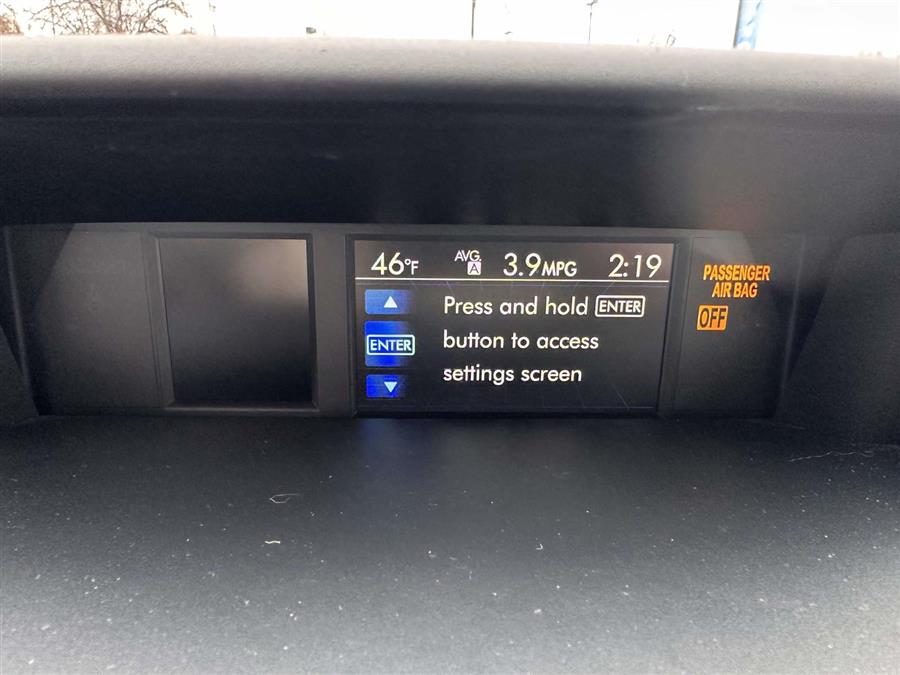 46°F AVG. A 3.9MPG 2:19
Press and hold ENTER
button to access
settings screen
ENTER
PASSENGER
AIR BAG
OFF